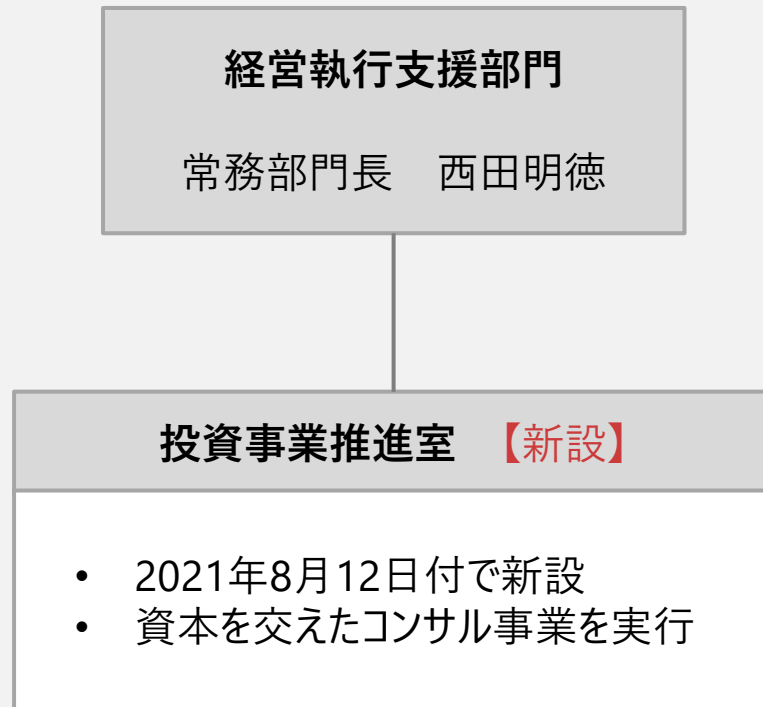 経営執行支援部門
常務部門長　西田明徳
投資事業推進室　【新設】
• 2021年8月12日付で新設
• 資本を交えたコンサル事業を実行